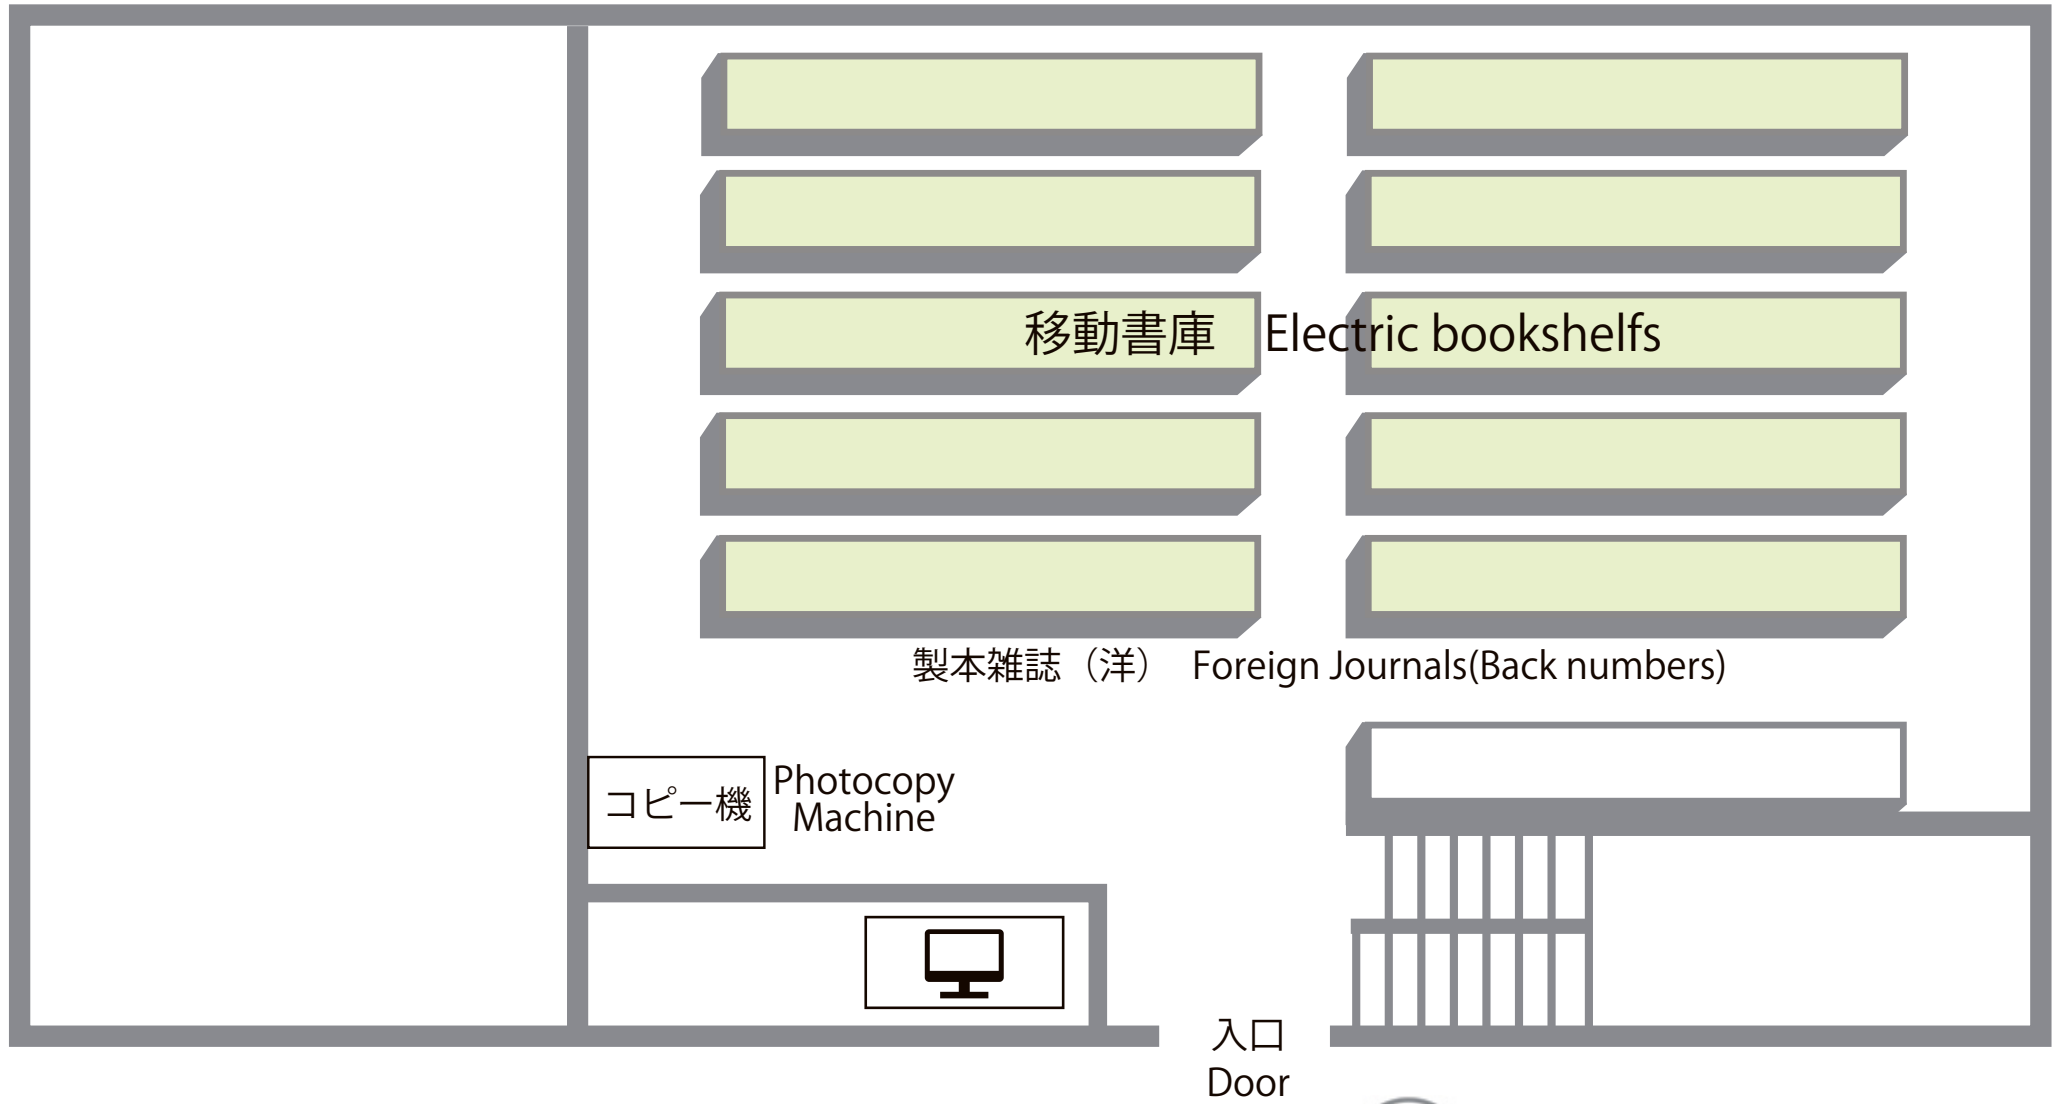 移動書庫　Electric bookshelfs
製本雑誌（洋）　Foreign Journals(Back numbers)
コピー機
Photocopy
Machine
入口
Door